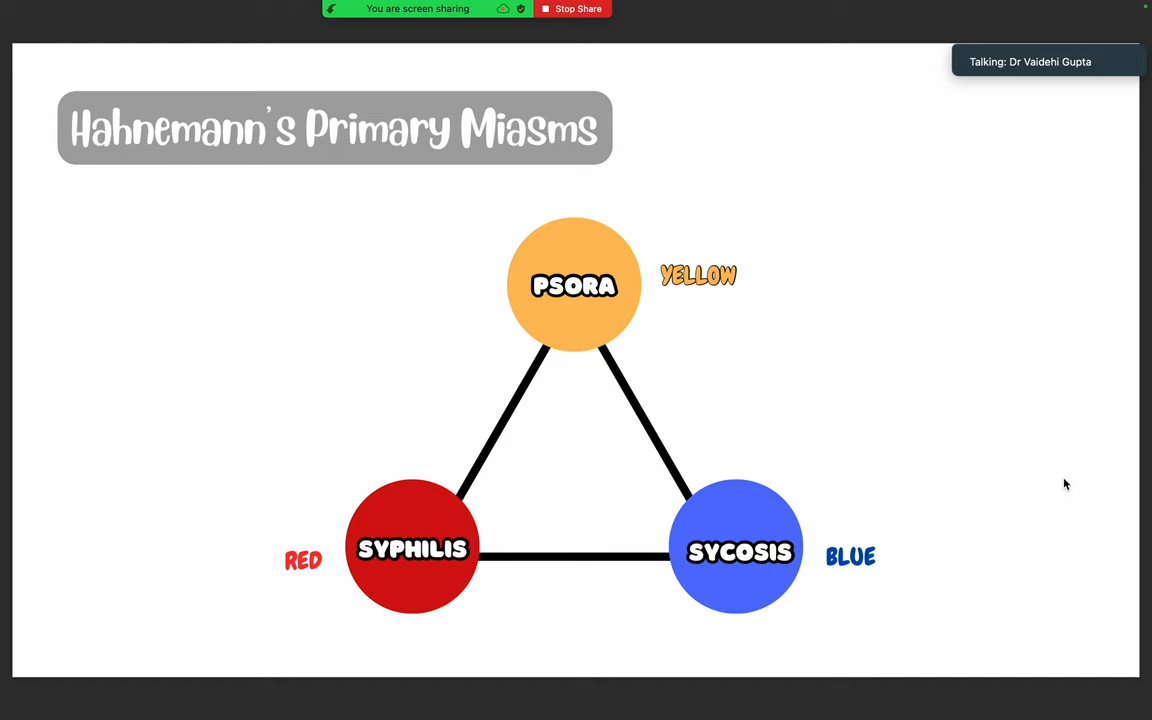 You are screen sharing
Stop Share
Talking: Dr Vaidehi Gupta
Hahnemann's Primary Miasms
PSORA
YELLOW
SYPHILIS
RED
SYCOSIS
BLUE